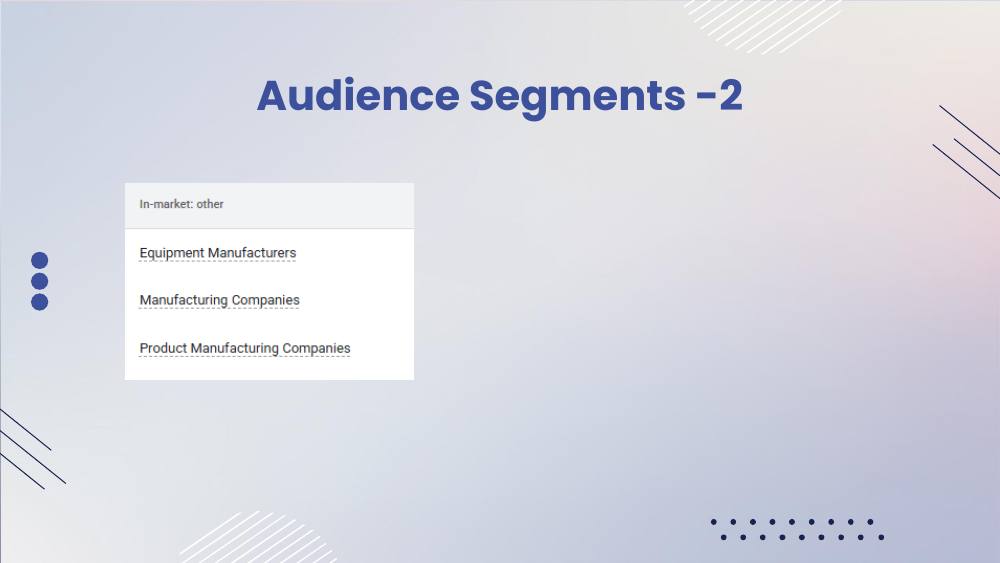 Audience Segments -2
In-market: other
Equipment Manufacturers
Manufacturing Companies
Product Manufacturing Companies